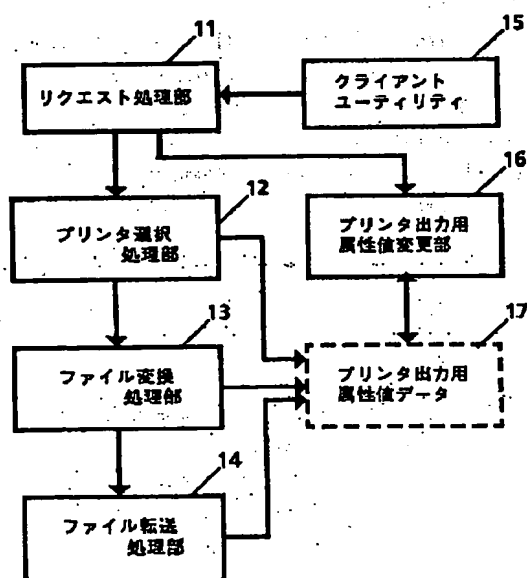 11
リクエスト処理部
15
クライアント
ユーティリティ
12
プリンタ選択
処理部
16
プリンタ出力用
属性値変更部
13
ファイル変換
処理部
17
プリンタ出力用
属性値データ
14
ファイル転送
処理部